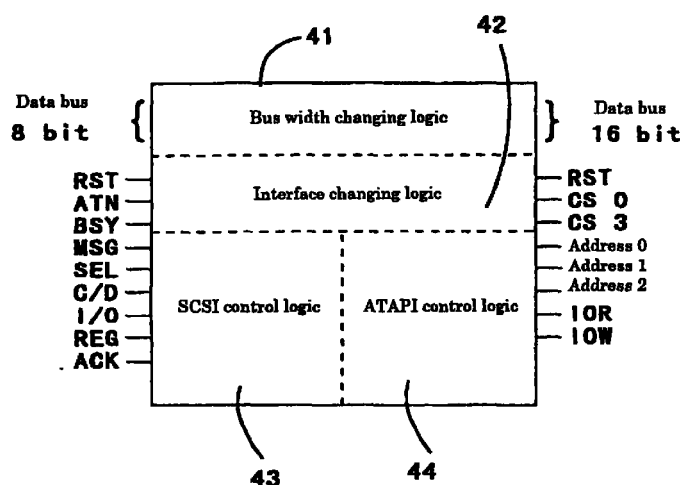 41
42
Data bus
8 bit
Bus width changing logic
Data bus
16 bit
Interface changing logic
RST
ATN
BSY
MSG
SEL
C/D
I/O
REG
ACK
RST
CS 0
CS 3
Address 0
Address 1
Address 2
IOR
IOW
SCSI control logic
ATAPI control logic
43
44